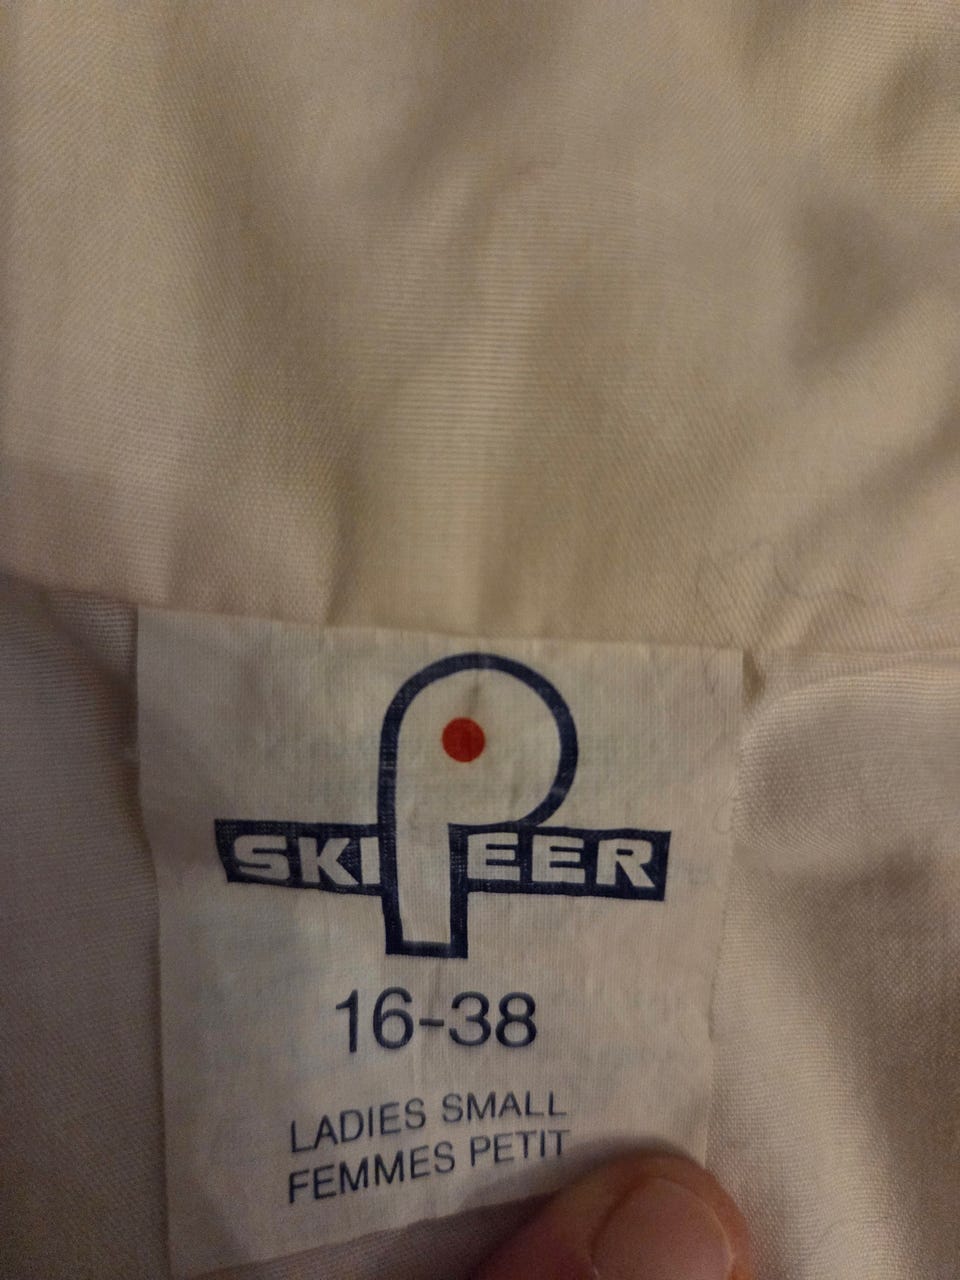 SKIPEER
16-38
LADIES SMALL
FEMMES PETIT